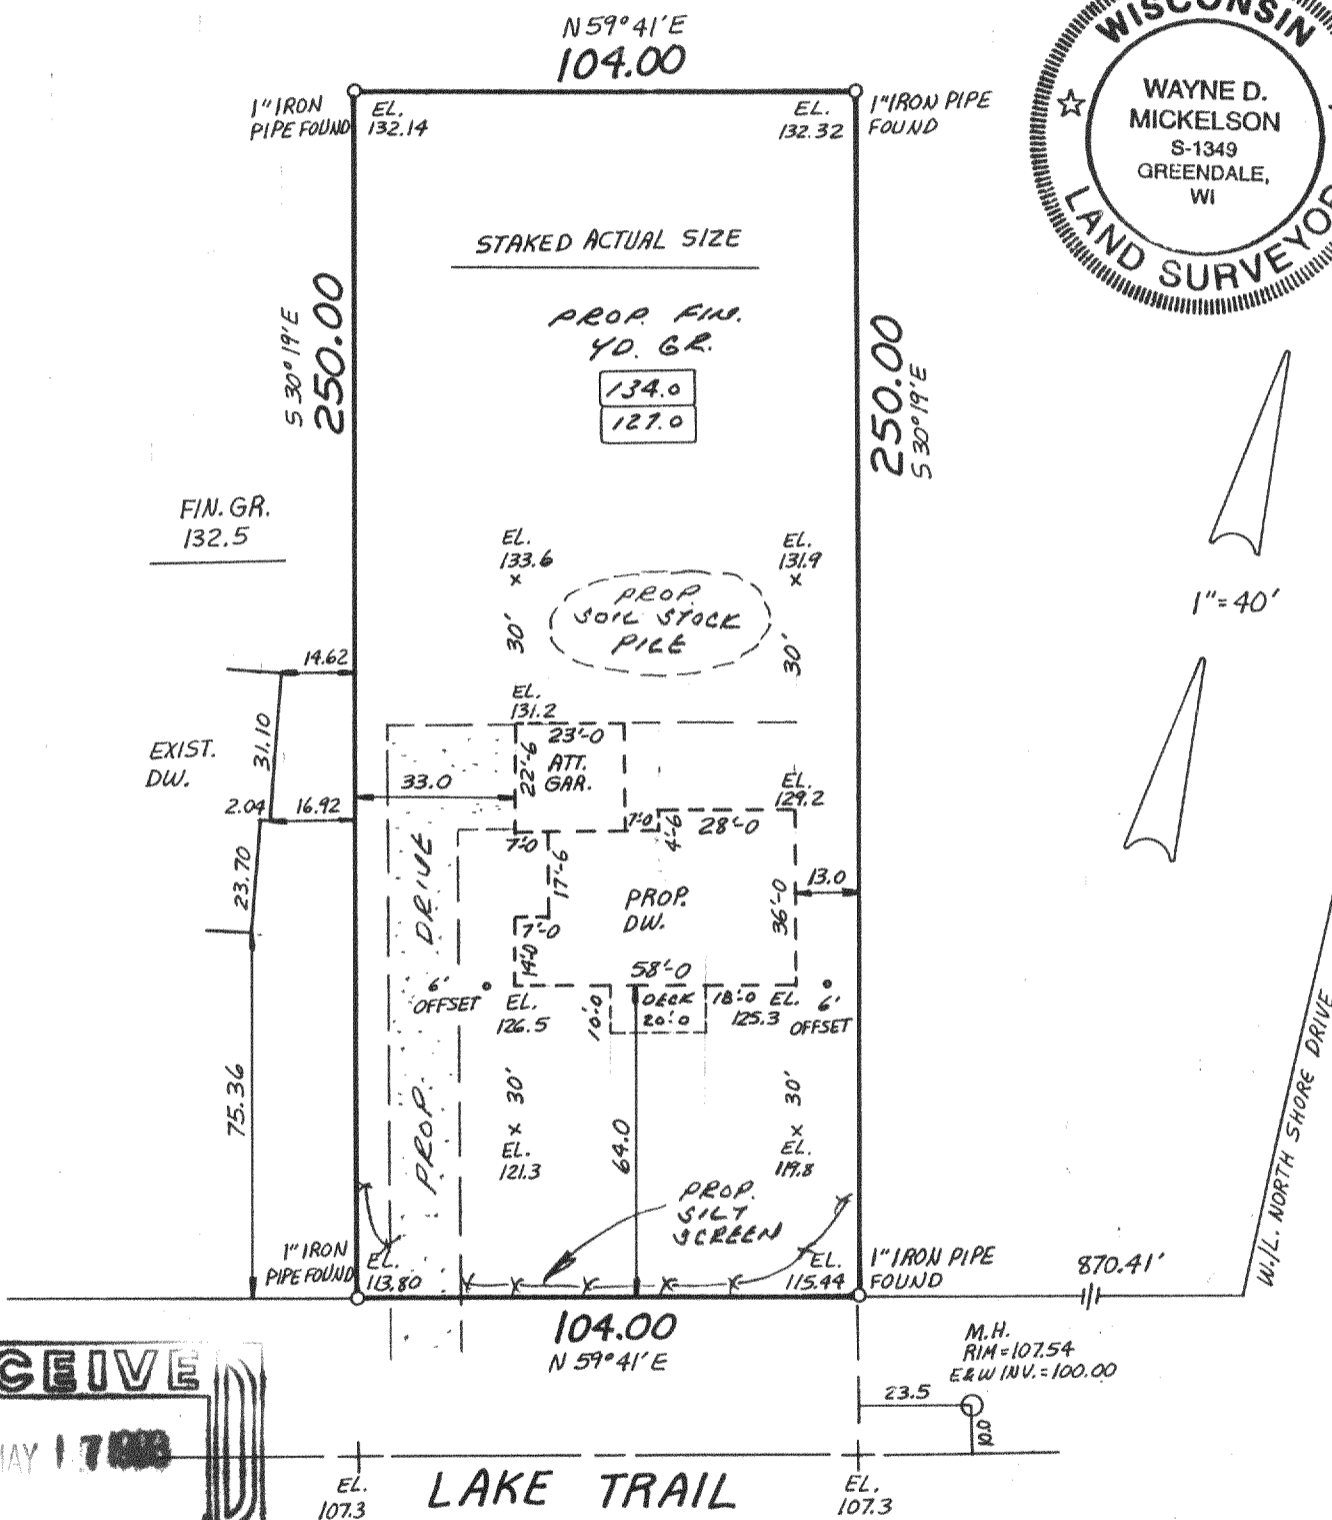 N 59°41'E
104.00
WISCONSIN
WAYNE D.
MICKELSON
S-1349
GREENDALE,
WI
LAND SURVEYOR
1" IRON
PIPE FOUND
EL.
132.14
EL.
132.32
1" IRON PIPE
FOUND
STAKED ACTUAL SIZE
PROP. FIN.
YD. GR.
134.0
127.0
S 30°19'E
250.00
250.00
S 30°19'E
FIN. GR.
132.5
EL.
133.6
x
30'
EL.
131.9
x
30'
PROP.
SOIL STOCK
PILE
1"=40'
14.62
31.10
EXIST.
DW.
2.04
16.92
23.70
75.36
EL.
131.2
23'-0
22'-6
ATT.
GAR.
33.0
EL.
129.2
7'-0
4'-6
28'-0
7'-0
17'-6
PROP.
DW.
13.0
36'-0
7'-0
14'-0
58'-0
PROP. DRIVE
6'
OFFSET
EL.
126.5
10'-0
DECK
20'-0
18'-0
EL.
125.3
6'
OFFSET
30'
x
EL.
121.3
64.0
30'
x
EL.
119.8
PROP.
SILT
SCREEN
1" IRON
PIPE FOUND
EL.
113.80
EL.
115.44
1" IRON PIPE
FOUND
870.41'
W./L. NORTH SHORE DRIVE
104.00
N 59°41'E
M.H.
RIM=107.54
E&W INV.=100.00
23.5
10.0
CEIVE
D
MAY 17
EL.
107.3
LAKE TRAIL
EL.
107.3